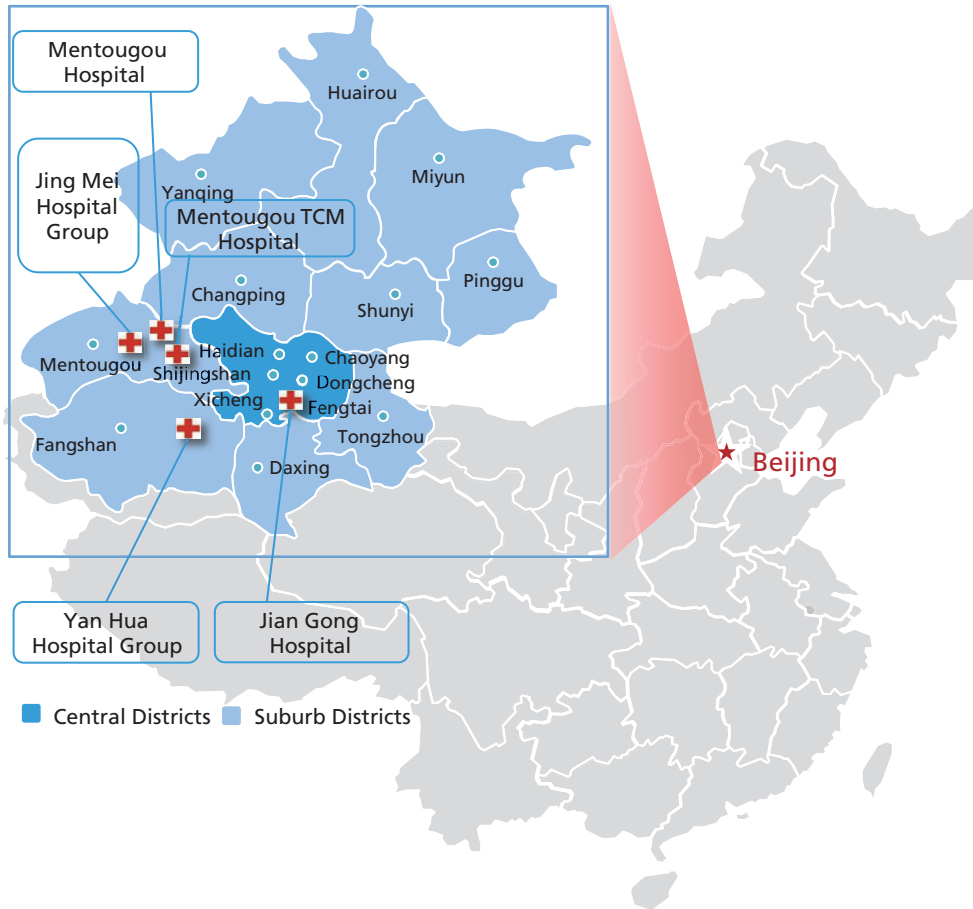 Mentougou
Hospital
Huairou
Jing Mei
Hospital
Group
Miyun
Yanqing
Mentougou TCM
Hospital
Pinggu
Changping
Shunyi
Mentougou
Haidian
Chaoyang
Shijingshan
Dongcheng
Xicheng
Fengtai
Fangshan
Tongzhou
Daxing
Beijing
Yan Hua
Hospital Group
Jian Gong
Hospital
Central Districts
Suburb Districts